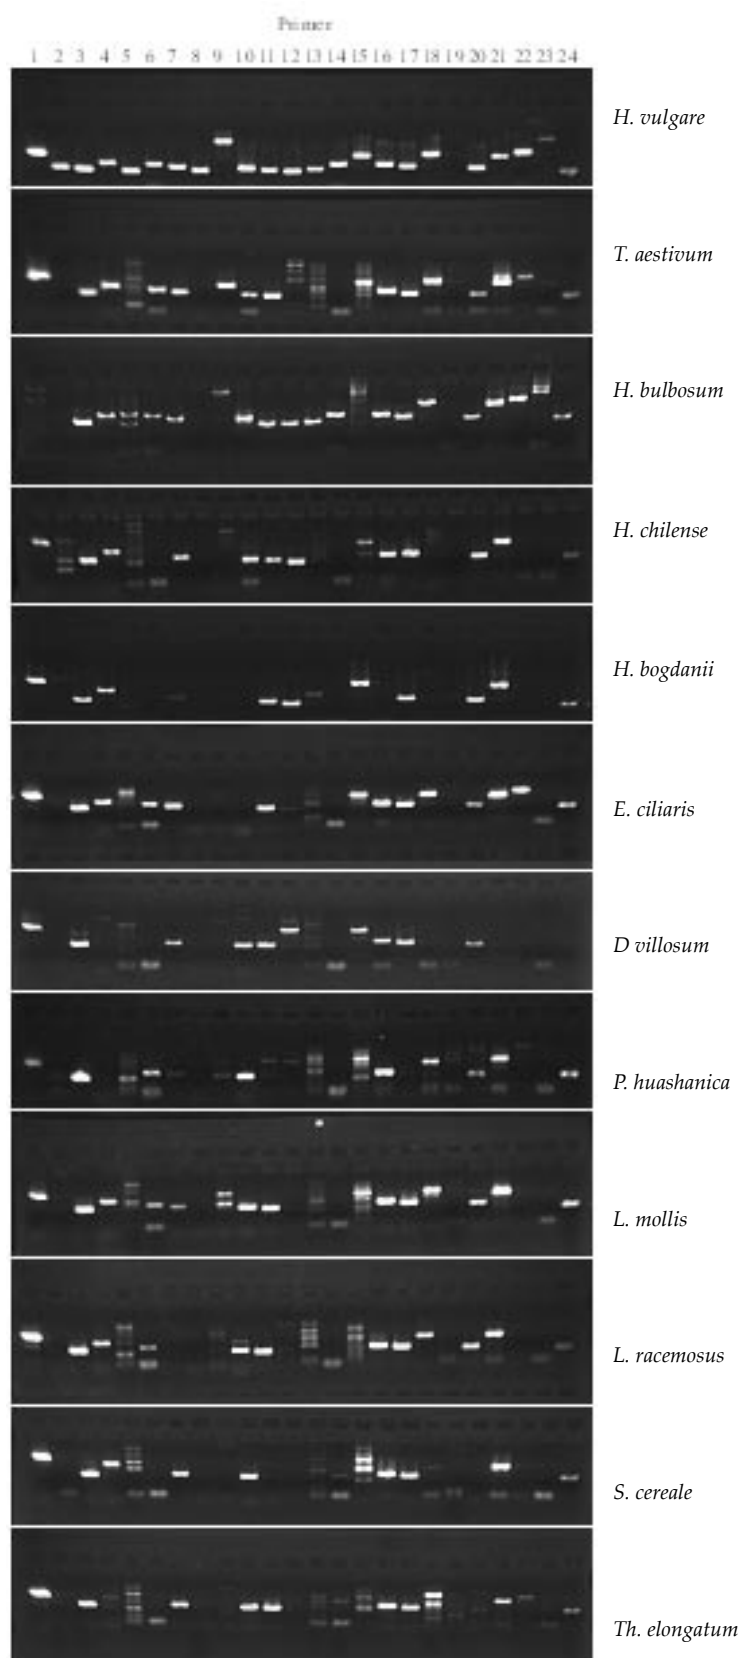 Primer
1 2 3 4 5 6 7 8 9 10 11 12 13 14 15 16 17 18 19 20 21 22 23 24
H. vulgare
T. aestivum
H. bulbosum
H. chilense
H. bogdanii
E. ciliaris
D villosum
P. huashanica
L. mollis
L. racemosus
S. cereale
Th. elongatum